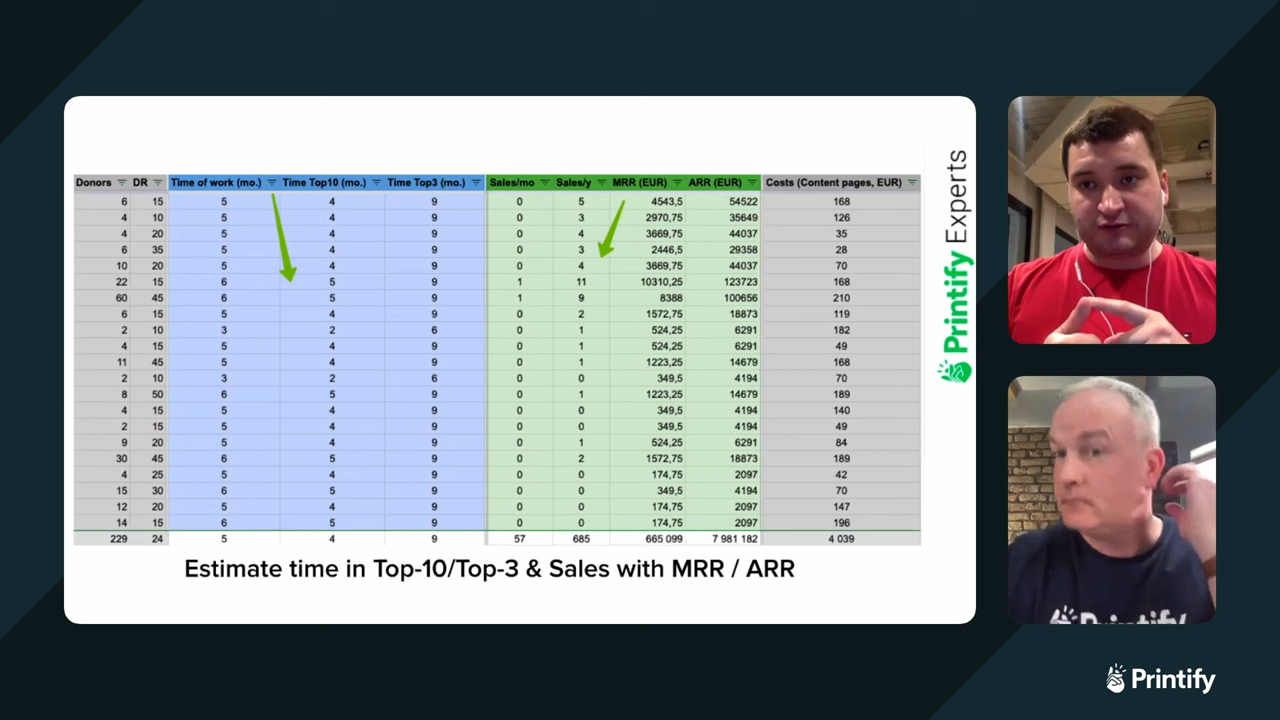 Donors DR Time of work (mo.) Time Top10 (mo.) Time Top3 (mo.) Sales/mo Sales/y MRR (EUR) ARR (EUR) Costs (Content pages, EUR)
6 15 5 4 9 0 5 4543,5 54522 168
4 10 5 4 9 0 3 2970,75 35649 126
4 20 5 4 9 0 4 3669,75 44037 35
6 35 5 4 9 0 3 2446,5 29358 28
10 20 5 4 9 0 4 3669,75 44037 70
22 15 6 5 9 1 11 10310,25 123723 168
60 45 6 5 9 1 9 8388 100656 210
6 15 5 4 9 0 2 1572,75 18873 119
2 10 3 2 6 0 1 524,25 6291 182
4 15 5 4 9 0 1 524,25 6291 49
11 45 5 4 9 0 1 1223,25 14679 168
2 10 3 2 6 0 0 349,5 4194 70
8 50 6 5 9 0 1 1223,25 14679 189
4 15 5 4 9 0 0 349,5 4194 140
2 15 5 4 9 0 0 349,5 4194 49
9 20 5 4 9 0 1 524,25 6291 84
30 45 6 5 9 0 2 1572,75 18873 189
4 25 5 4 9 0 0 174,75 2097 42
15 30 6 5 9 0 0 349,5 4194 70
12 20 5 4 9 0 0 174,75 2097 147
14 15 6 5 9 0 0 174,75 2097 196
229 24 5 4 9 57 685 665 099 7 981 182 4 039
Estimate time in Top-10/Top-3 & Sales with MRR / ARR
Printify Experts
Printify
Printify